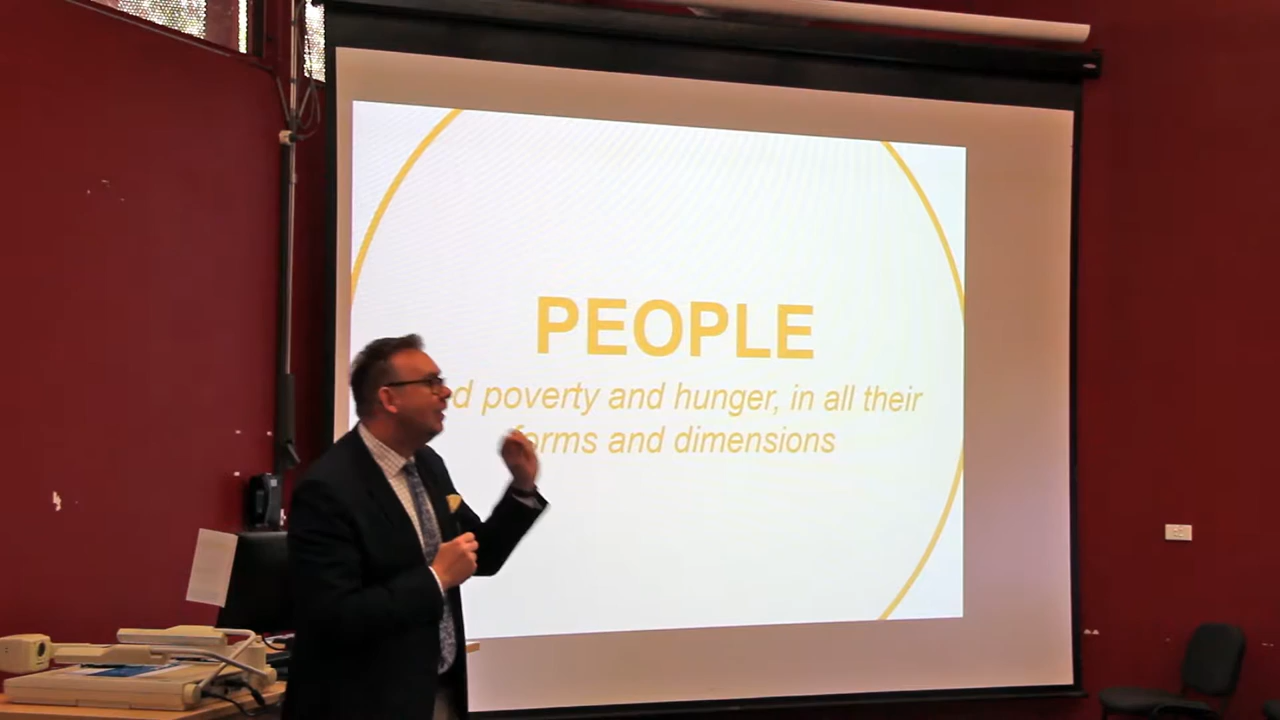 PEOPLE
d poverty and hunger, in all their
forms and dimensions